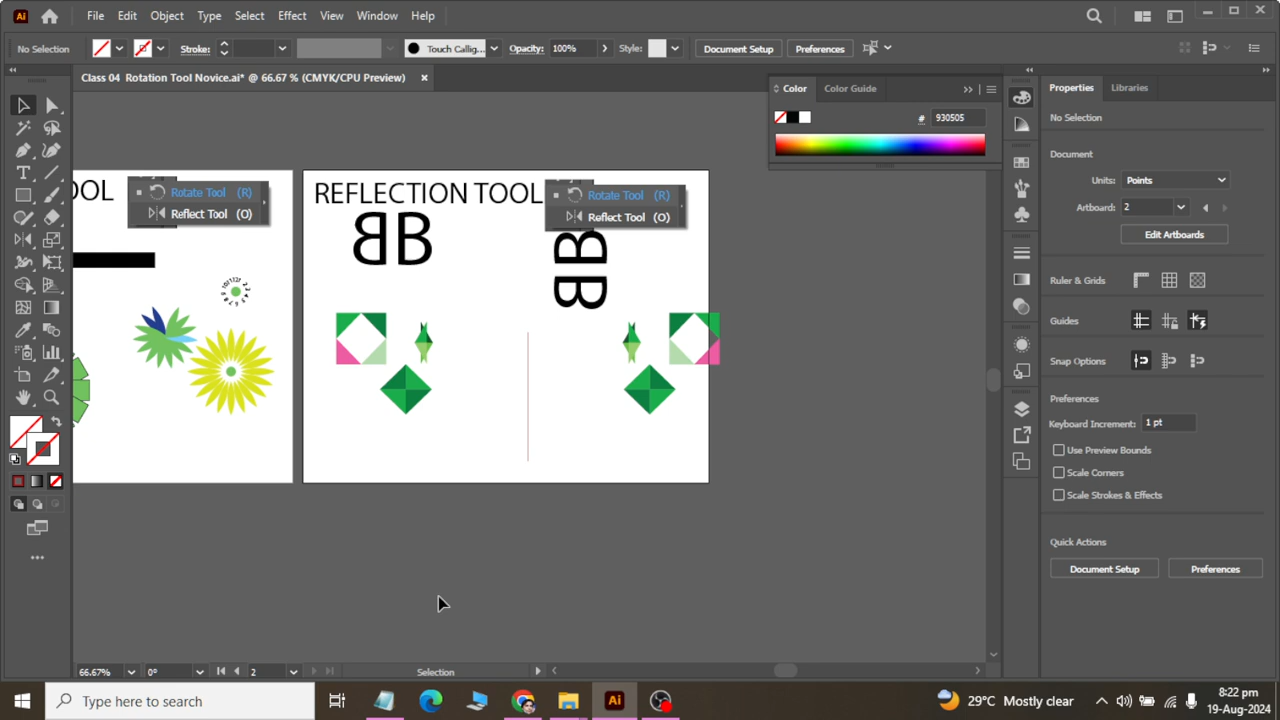 Ai File Edit Object Type Select Effect View Window Help
No Selection Stroke: Touch Callig... Opacity: 100% Style: Document Setup Preferences
Class 04 Rotation Tool Novice.ai* @ 66.67 % (CMYK/CPU Preview)
Color Color Guide
# 930505
Properties Libraries
No Selection
Document
Units: Points
Artboard: 2
Edit Artboards
Ruler & Grids
Guides
Snap Options
Preferences
Keyboard Increment: 1 pt
Use Preview Bounds
Scale Corners
Scale Strokes & Effects
Quick Actions
Document Setup Preferences
OOL
Rotate Tool (R)
Reflect Tool (O)
REFLECTION TOOL
Rotate Tool (R)
Reflect Tool (O)
BB
BB
66.67% 0° 2 Selection
Type here to search
Ai
29°C Mostly clear
8:22 pm
19-Aug-2024